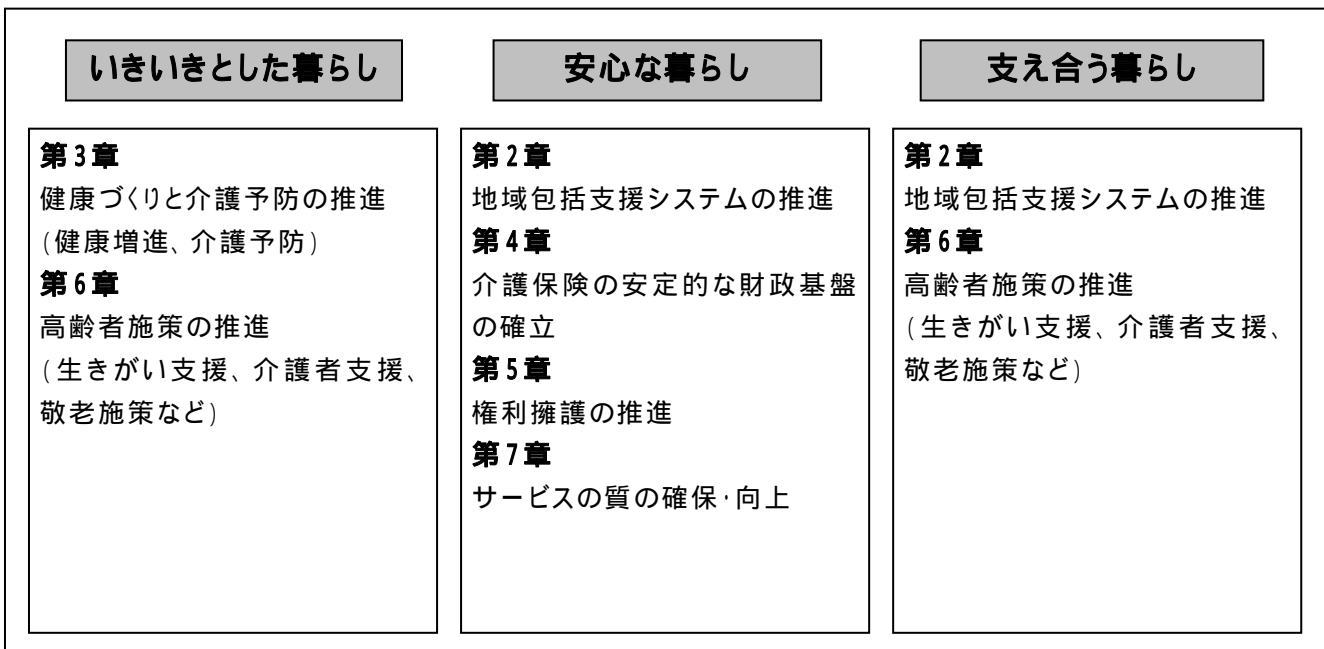 いきいきとした暮らし
第3章
健康づくりと介護予防の推進
(健康増進、介護予防)
第6章
高齢者施策の推進
(生きがい支援、介護者支援、
敬老施策など)
安心な暮らし
第2章
地域包括支援システムの推進
第4章
介護保険の安定的な財政基盤
の確立
第5章
権利擁護の推進
第7章
サービスの質の確保・向上
支え合う暮らし
第2章
地域包括支援システムの推進
第6章
高齢者施策の推進
(生きがい支援、介護者支援、
敬老施策など)